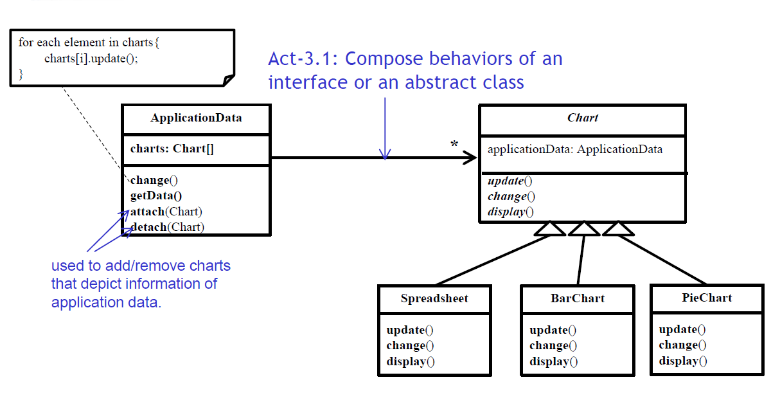 for each element in charts{
charts[i].update();
}
Act-3.1: Compose behaviors of an
interface or an abstract class
ApplicationData
charts: Chart[]
change()
getData()
attach(Chart)
detach(Chart)
*
Chart
applicationData: ApplicationData
update()
change()
display()
used to add/remove charts
that depict information of
application data.
Spreadsheet
update()
change()
display()
BarChart
update()
change()
display()
PieChart
update()
change()
display()